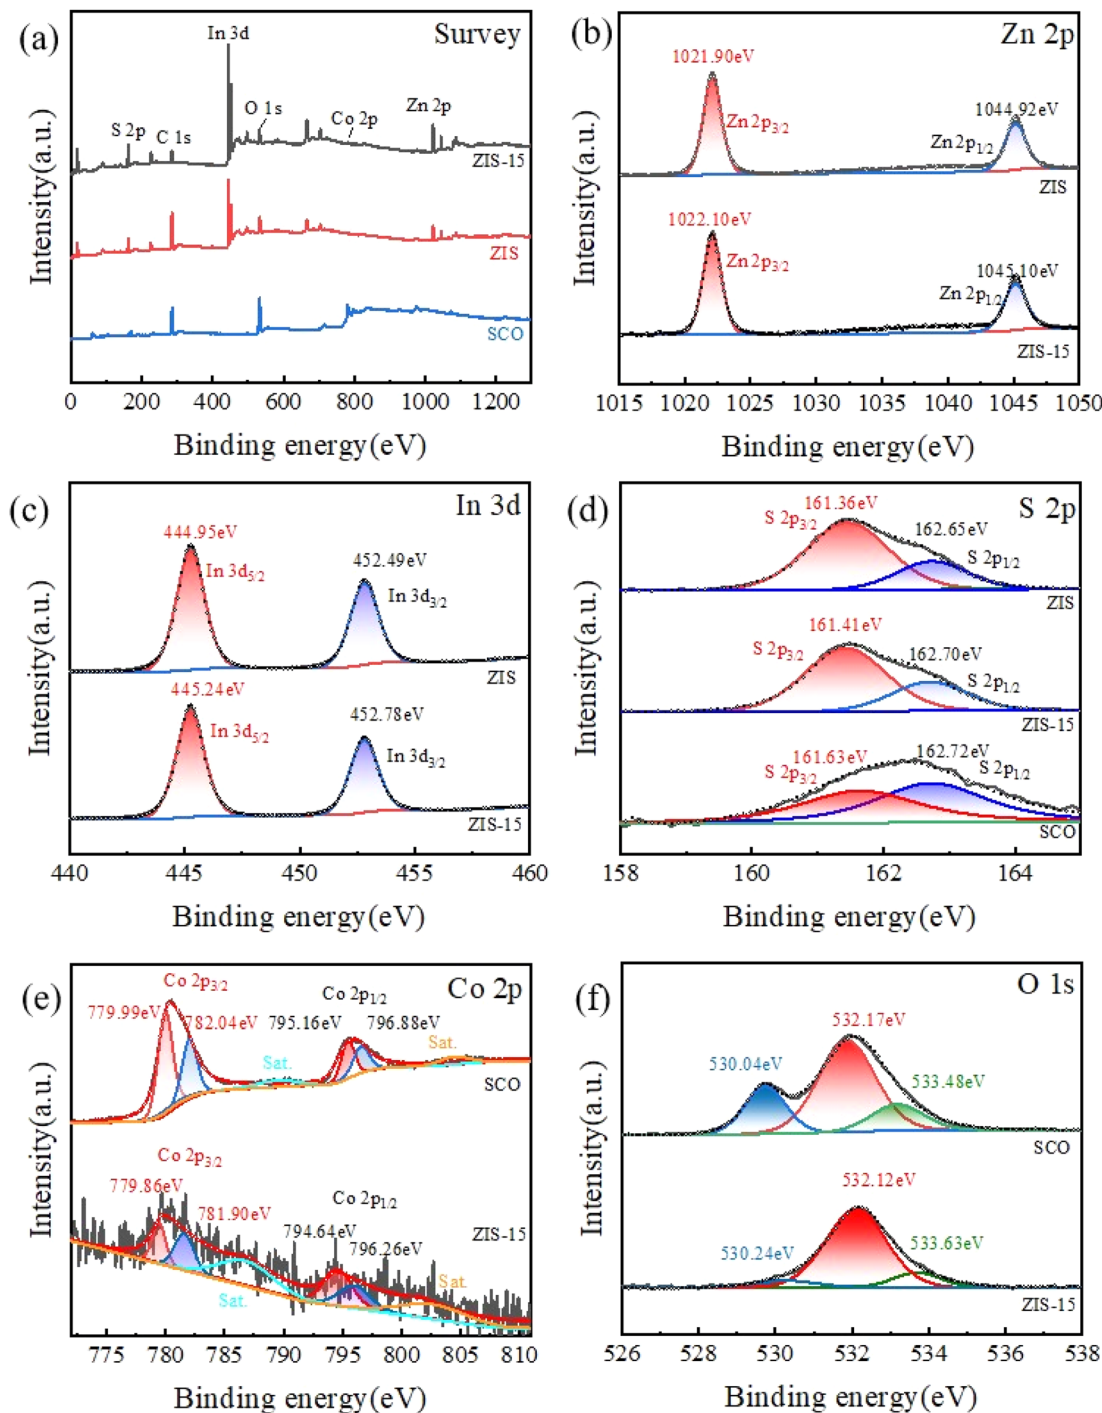 (a)
Survey
In 3d
O 1s
Co 2p
Zn 2p
S 2p
C 1s
ZIS-15
ZIS
SCO
Intensity(a.u.)
0 200 400 600 800 1000 1200
Binding energy(eV)
(b)
Zn 2p
1021.90eV
1044.92eV
Zn 2p3/2
Zn 2p1/2
ZIS
1022.10eV
1045.10eV
Zn 2p3/2
Zn 2p1/2
ZIS-15
Intensity(a.u.)
1015 1020 1025 1030 1035 1040 1045 1050
Binding energy(eV)
(c)
In 3d
444.95eV
452.49eV
In 3d5/2
In 3d3/2
ZIS
445.24eV
452.78eV
In 3d5/2
In 3d3/2
ZIS-15
Intensity(a.u.)
440 445 450 455 460
Binding energy(eV)
(d)
S 2p
161.36eV
162.65eV
S 2p3/2
S 2p1/2
ZIS
161.41eV
162.70eV
S 2p3/2
S 2p1/2
ZIS-15
161.63eV
162.72eV
S 2p3/2
S 2p1/2
SCO
Intensity(a.u.)
158 160 162 164
Binding energy(eV)
(e)
Co 2p
Co 2p3/2
Co 2p1/2
779.99eV
782.04eV
795.16eV
796.88eV
Sat.
Sat.
SCO
Co 2p3/2
779.86eV
781.90eV
Co 2p1/2
794.64eV
796.26eV
ZIS-15
Sat.
Sat.
Intensity(a.u.)
775 780 785 790 795 800 805 810
Binding energy(eV)
(f)
O 1s
532.17eV
530.04eV
533.48eV
SCO
532.12eV
530.24eV
533.63eV
ZIS-15
Intensity(a.u.)
526 528 530 532 534 536 538
Binding energy(eV)